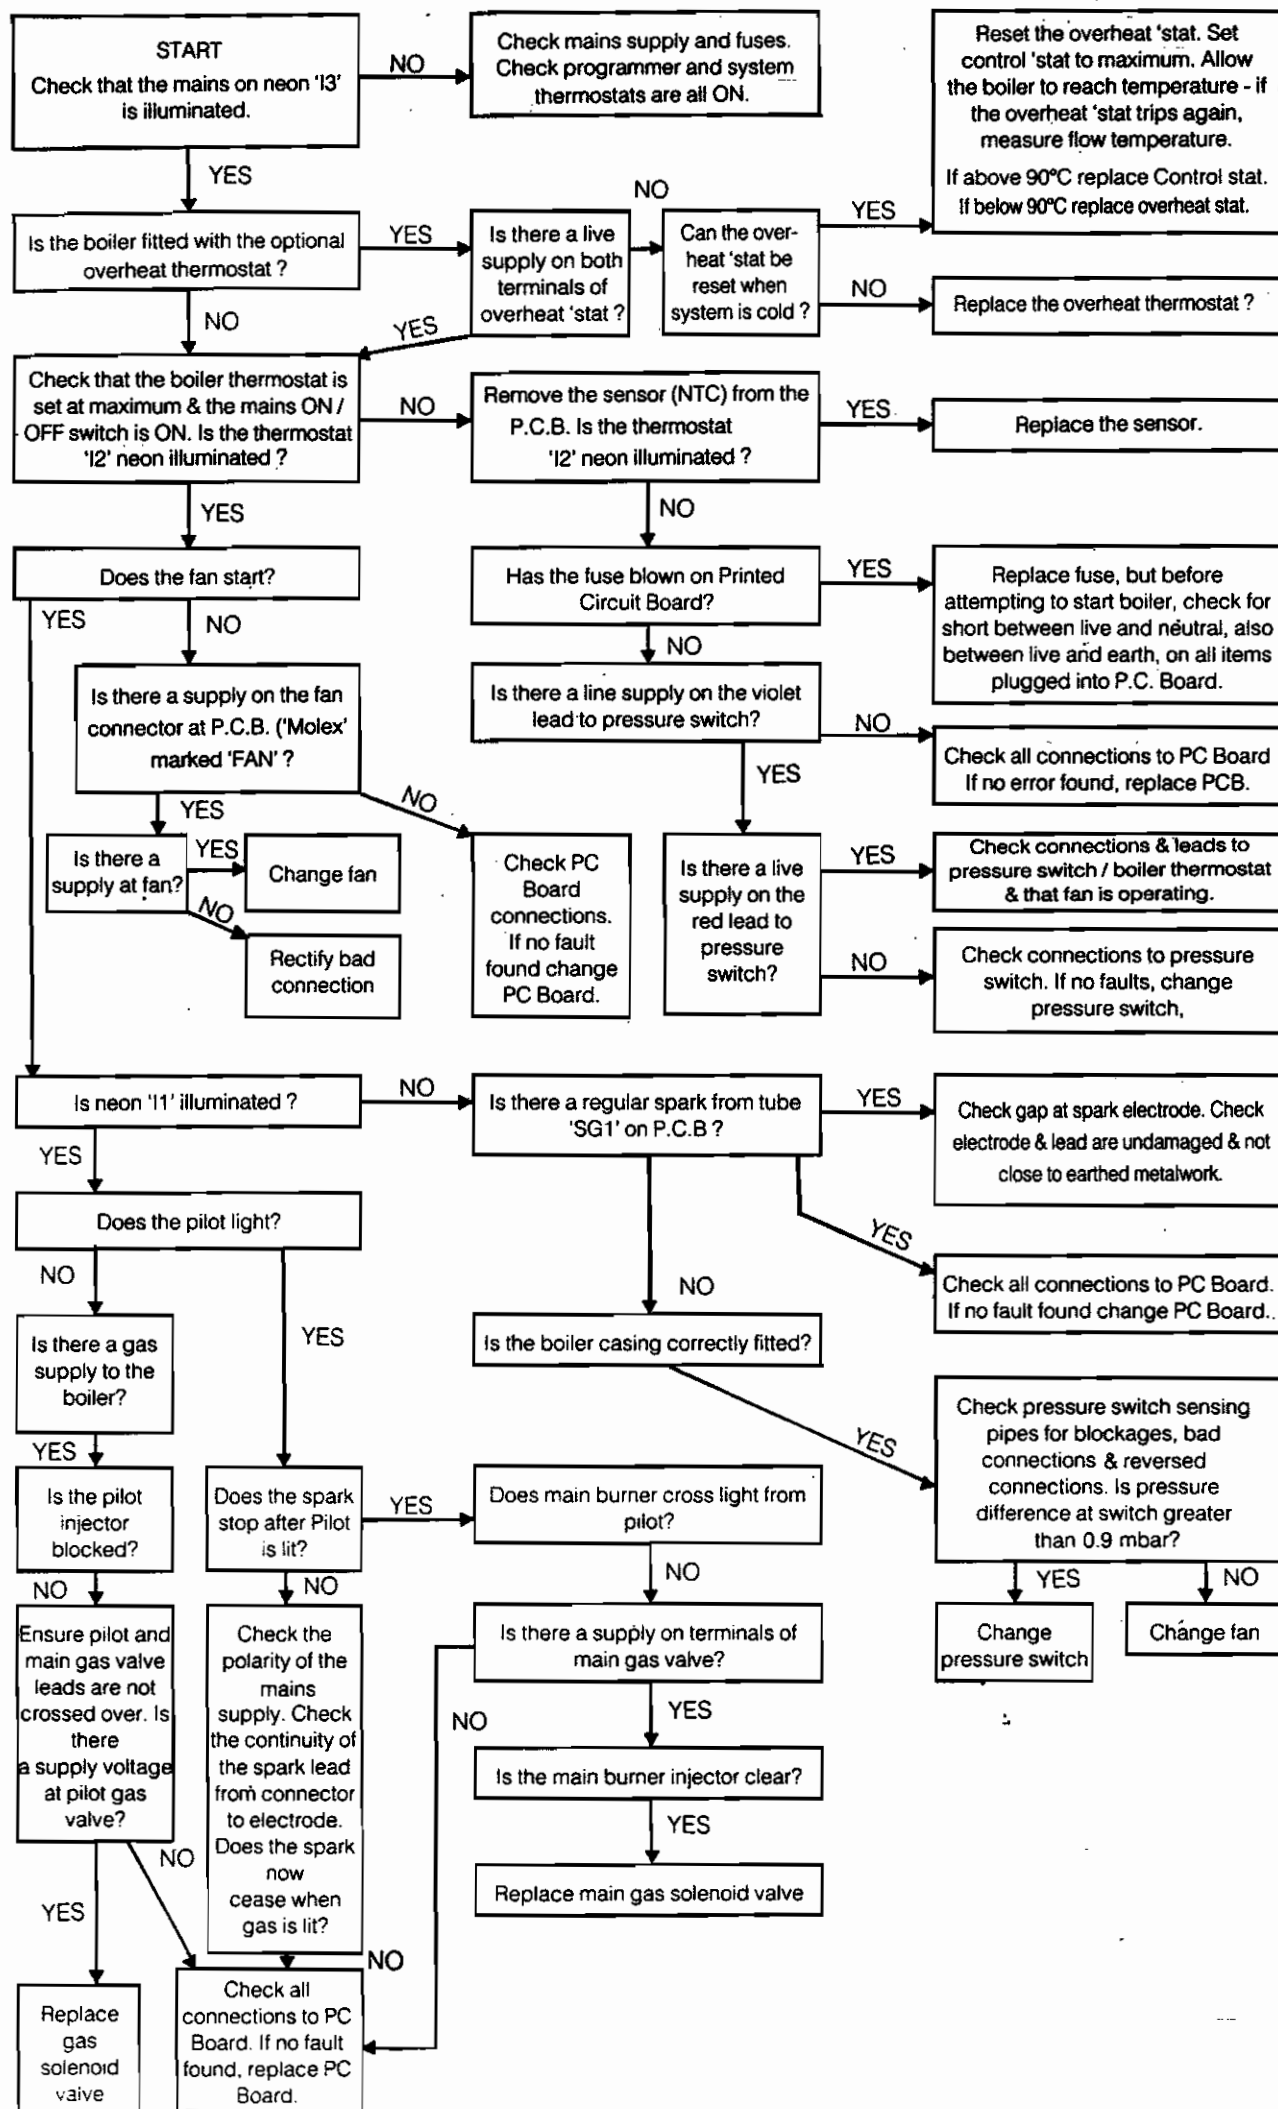 START
Check that the mains on neon 'I3'
is illuminated.
NO
Check mains supply and fuses.
Check programmer and system
thermostats are all ON.
Reset the overheat 'stat. Set
control 'stat to maximum. Allow
the boiler to reach temperature - if
the overheat 'stat trips again,
measure flow temperature.
If above 90°C replace Control stat.
If below 90°C replace overheat stat.
YES
Is the boiler fitted with the optional
overheat thermostat ?
YES
Is there a live
supply on both
terminals of
overheat 'stat ?
NO
Can the over-
heat 'stat be
reset when
system is cold ?
YES
NO
Replace the overheat thermostat ?
NO
YES
Check that the boiler thermostat is
set at maximum & the mains ON /
OFF switch is ON. Is the thermostat
'I2' neon illuminated ?
NO
Remove the sensor (NTC) from the
P.C.B. Is the thermostat
'I2' neon illuminated ?
YES
Replace the sensor.
YES
NO
Does the fan start?
Has the fuse blown on Printed
Circuit Board?
YES
Replace fuse, but before
attempting to start boiler, check for
short between live and neutral, also
between live and earth, on all items
plugged into P.C. Board.
YES
NO
NO
Is there a supply on the fan
connector at P.C.B. ('Molex'
marked 'FAN' ?
Is there a line supply on the violet
lead to pressure switch?
NO
Check all connections to PC Board
If no error found, replace PCB.
YES
NO
YES
Is there a
supply at fan?
YES
Change fan
NO
Rectify bad
connection
Check PC
Board
connections.
If no fault
found change
PC Board.
Is there a live
supply on the
red lead to
pressure
switch?
YES
Check connections & leads to
pressure switch / boiler thermostat
& that fan is operating.
NO
Check connections to pressure
switch. If no faults, change
pressure switch,
Is neon 'I1' illuminated ?
NO
Is there a regular spark from tube
'SG1' on P.C.B ?
YES
Check gap at spark electrode. Check
electrode & lead are undamaged & not
close to earthed metalwork.
YES
Does the pilot light?
YES
Check all connections to PC Board.
If no fault found change PC Board..
NO
YES
NO
Is the boiler casing correctly fitted?
Is there a gas
supply to the
boiler?
YES
Check pressure switch sensing
pipes for blockages, bad
connections & reversed
connections. Is pressure
difference at switch greater
than 0.9 mbar?
YES
Is the pilot
injector
blocked?
Does the spark
stop after Pilot
is lit?
YES
Does main burner cross light from
pilot?
YES
NO
Change
pressure switch
Change fan
NO
NO
NO
Ensure pilot and
main gas valve
leads are not
crossed over. Is
there
a supply voltage
at pilot gas
valve?
Check the
polarity of the
mains
supply. Check
the continuity of
the spark lead
from connector
to electrode.
Does the spark
now
cease when
gas is lit?
Is there a supply on terminals of
main gas valve?
NO
YES
Is the main burner injector clear?
YES
Replace main gas solenoid valve
NO
YES
NO
Replace
gas
solenoid
valve
Check all
connections to PC
Board. If no fault
found, replace PC
Board.